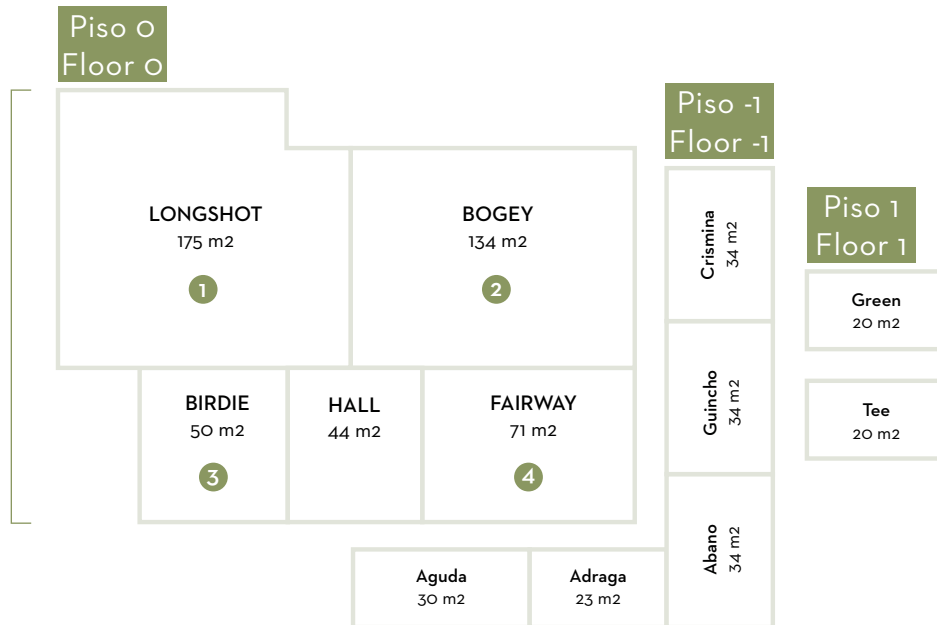 Piso 0
Floor 0
LONGSHOT
175 m2
1
BOGEY
134 m2
2
BIRDIE
50 m2
3
HALL
44 m2
FAIRWAY
71 m2
4
Piso -1
Floor -1
Crismina
34 m2
Guincho
34 m2
Abano
34 m2
Aguda
30 m2
Adraga
23 m2
Piso 1
Floor 1
Green
20 m2
Tee
20 m2